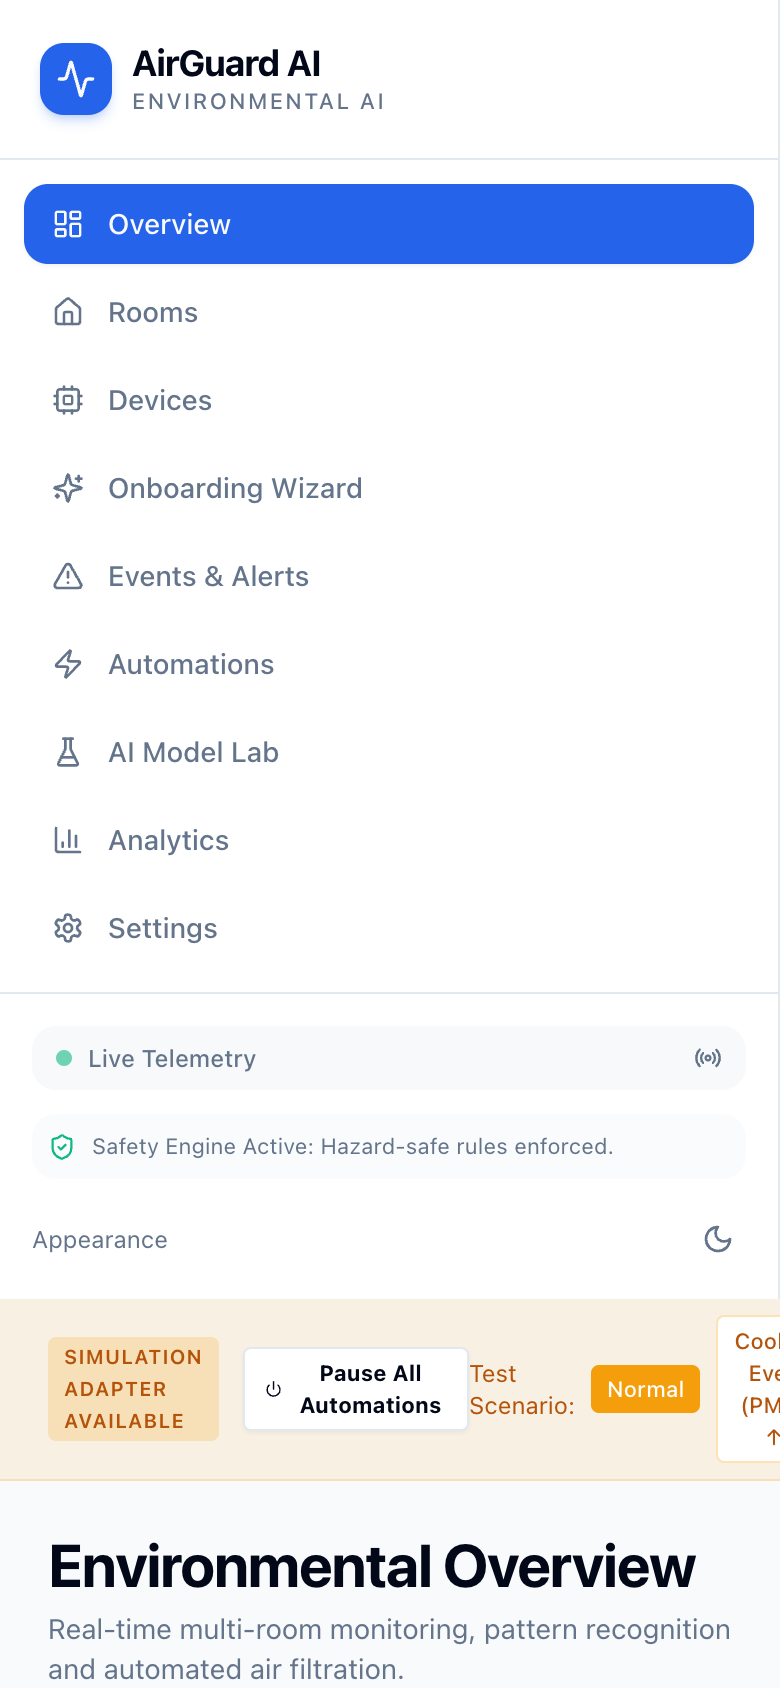 AirGuard AI
ENVIRONMENTAL AI
Overview
Rooms
Devices
Onboarding Wizard
Events & Alerts
Automations
AI Model Lab
Analytics
Settings
Live Telemetry
Safety Engine Active: Hazard-safe rules enforced.
Appearance
SIMULATION
ADAPTER
AVAILABLE
Pause All
Automations
Test
Scenario:
Normal
(PM
↑
Environmental Overview
Real-time multi-room monitoring, pattern recognition
and automated air filtration.